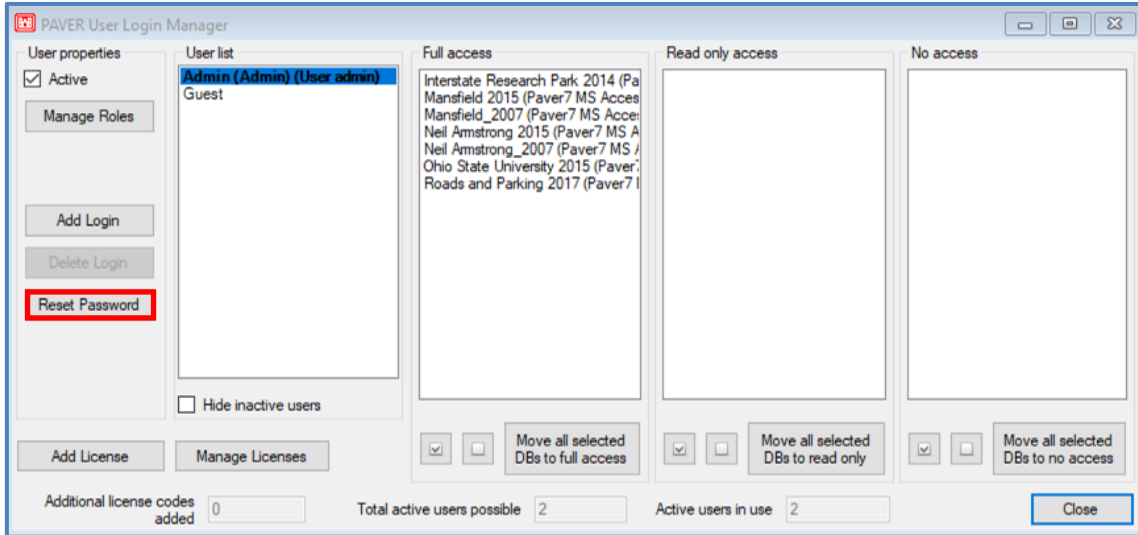 PAVER User Login Manager
User properties
Active
Manage Roles
Add Login
Delete Login
Reset Password
User list
Admin (Admin) (User admin)
Guest
Hide inactive users
Full access
Interstate Research Park 2014 (Pa
Mansfield 2015 (Paver7 MS Acces
Mansfield_2007 (Paver7 MS Acce
Neil Armstrong 2015 (Paver7 MS A
Neil Armstrong_2007 (Paver7 MS
Ohio State University 2015 (Paver
Roads and Parking 2017 (Paver7
Move all selected
DBs to full access
Read only access
Move all selected
DBs to read only
No access
Move all selected
DBs to no access
Add License
Manage Licenses
Additional license codes
added
0
Total active users possible
2
Active users in use
2
Close